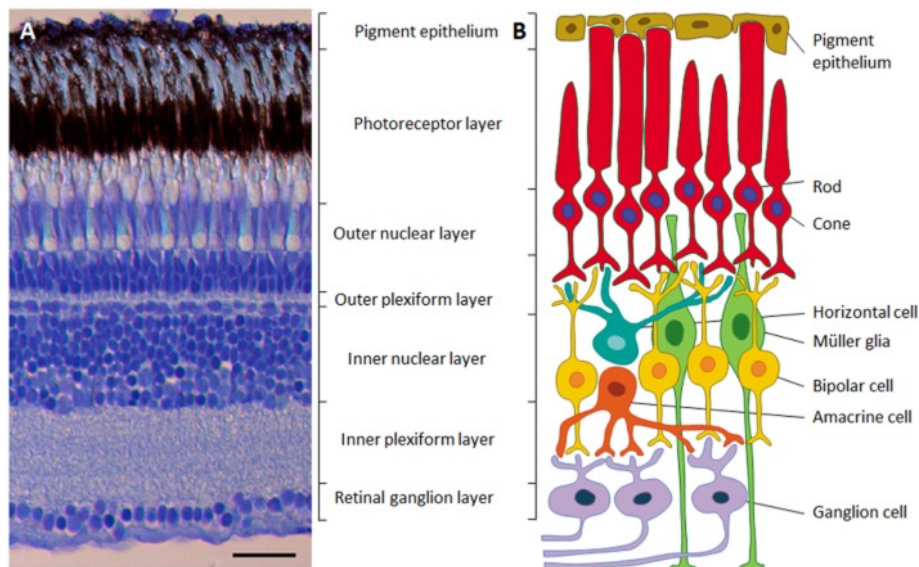 A
Pigment epithelium
Photoreceptor layer
Outer nuclear layer
Outer plexiform layer
Inner nuclear layer
Inner plexiform layer
Retinal ganglion layer
B
Pigment
epithelium
Rod
Cone
Horizontal cell
Müller glia
Bipolar cell
Amacrine cell
Ganglion cell